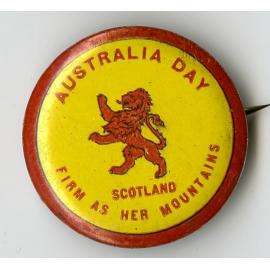 AUSTRALIA DAY
SCOTLAND
FIRM AS HER MOUNTAINS